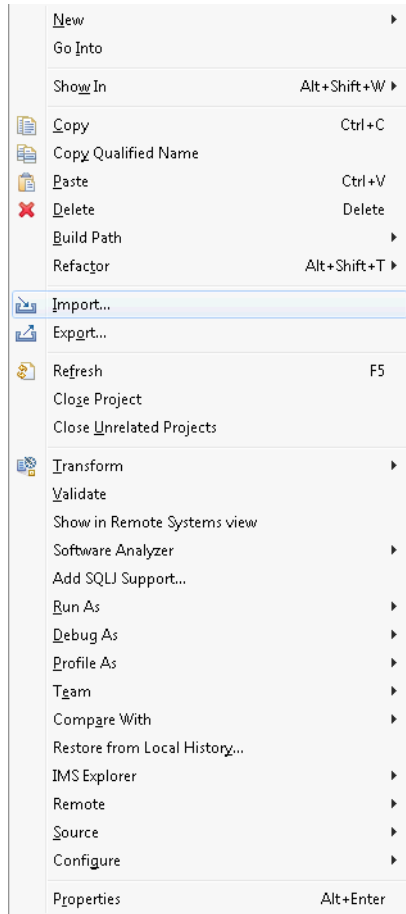 New
Go Into
Show In Alt+Shift+W
Copy Ctrl+C
Copy Qualified Name
Paste Ctrl+V
Delete Delete
Build Path
Refactor Alt+Shift+T
Import...
Export...
Refresh F5
Close Project
Close Unrelated Projects
Transform
Validate
Show in Remote Systems view
Software Analyzer
Add SQLJ Support...
Run As
Debug As
Profile As
Team
Compare With
Restore from Local History...
IMS Explorer
Remote
Source
Configure
Properties Alt+Enter